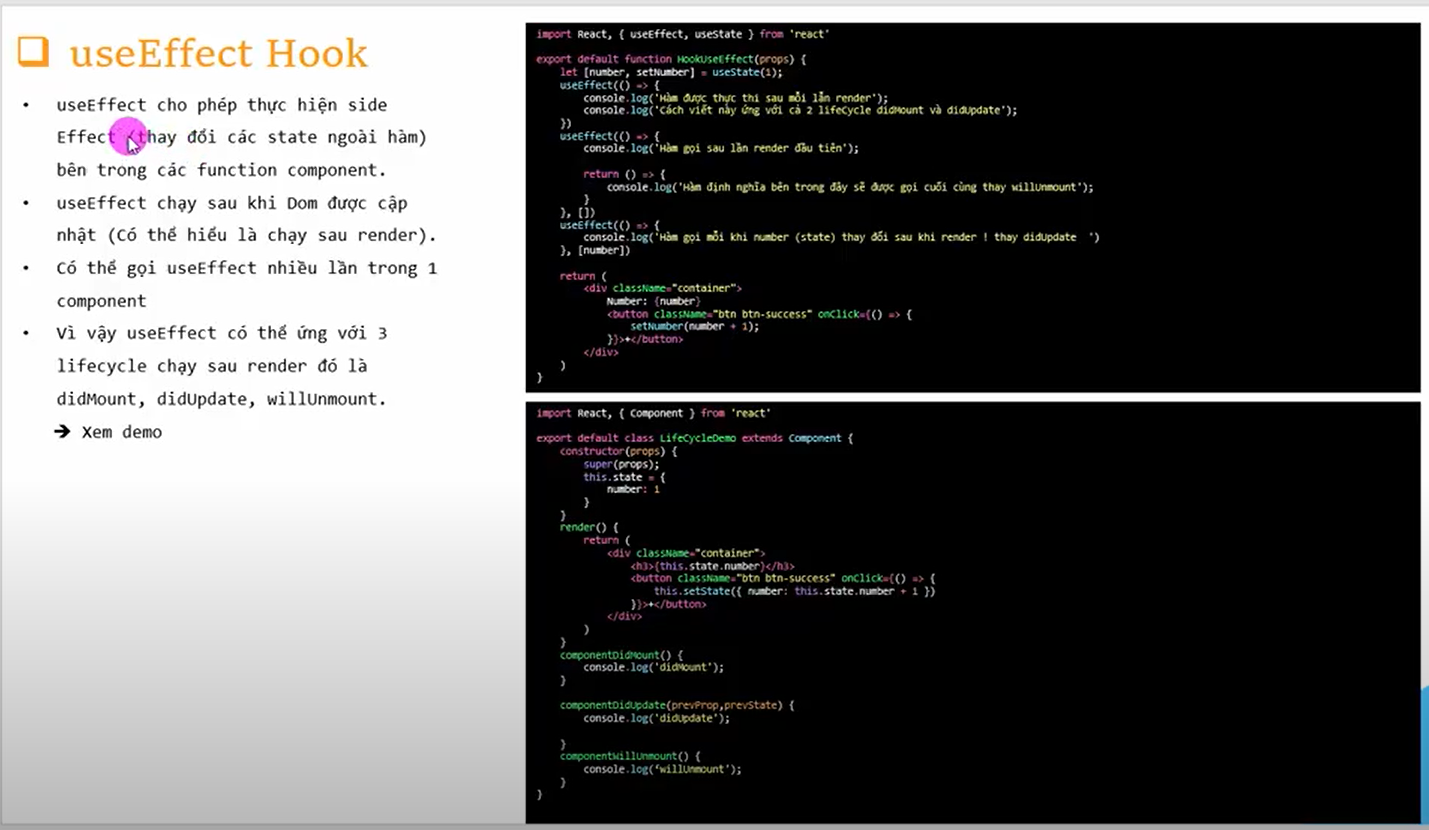 useEffect Hook
• useEffect cho phép thực hiện side
Effect (thay đổi các state ngoài hàm)
bên trong các function component.
• useEffect chạy sau khi Dom được cập
nhật (Có thể hiểu là chạy sau render).
• Có thể gọi useEffect nhiều lần trong 1
component
• Vì vậy useEffect có thể ứng với 3
lifecycle chạy sau render đó là
didMount, didUpdate, willUnmount.
➔ Xem demo
import React, { useEffect, useState } from 'react'
export default function HookUseEffect(props) {
let [number, setNumber] = useState(1);
useEffect(() => {
console.log('Hàm được thực thi sau mỗi lần render');
console.log('Cách viết này ứng với cả 2 lifeCycle didMount và didUpdate');
})
useEffect(() => {
console.log('Hàm gọi sau lần render đầu tiên');
return () => {
console.log('Hàm định nghĩa bên trong đây sẽ được gọi cuối cùng thay willUnmount');
}
}, [])
useEffect(() => {
console.log('Hàm gọi mỗi khi number (state) thay đổi sau khi render ! thay didUpdate  ')
}, [number])
return (
<div className="container">
Number: {number}
<button className="btn btn-success" onClick={() => {
setNumber(number + 1);
}}>+</button>
</div>
)
}
import React, { Component } from 'react'
export default class LifeCycleDemo extends Component {
constructor(props) {
super(props);
this.state = {
number: 1
}
}
render() {
return (
<div className="container">
<h3>{this.state.number}</h3>
<button className="btn btn-success" onClick={() => {
this.setState({ number: this.state.number + 1 })
}}>+</button>
</div>
)
}
componentDidMount() {
console.log('didMount');
}
componentDidUpdate(prevProp,prevState) {
console.log('didUpdate');
}
componentWillUnmount() {
console.log('willUnmount');
}
}